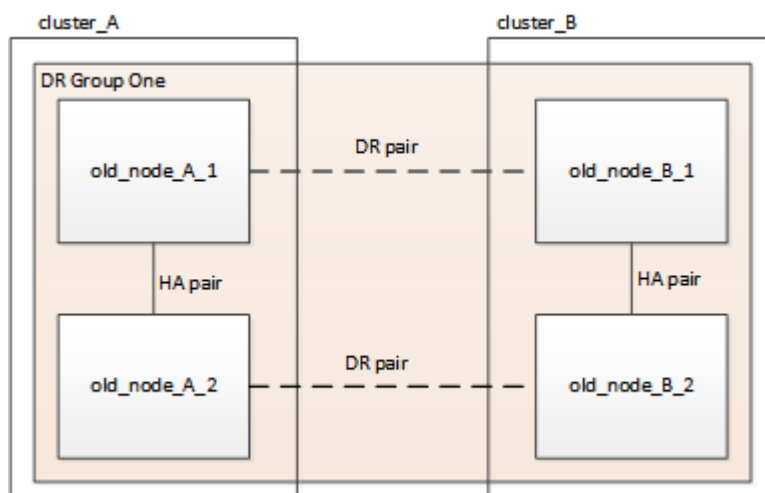 cluster_A
cluster_B
DR Group One
old_node_A_1
DR pair
old_node_B_1
HA pair
HA pair
old_node_A_2
DR pair
old_node_B_2